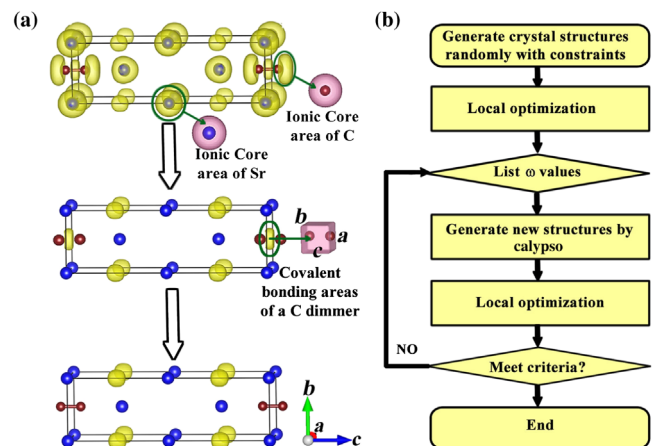 (a)
Ionic Core
area of C
Ionic Core
area of Sr
b
a
c
Covalent
bonding areas
of a C dimmer
b
a
c
(b)
Generate crystal structures
randomly with constraints
Local optimization
List ω values
Generate new structures by
calypso
Local optimization
NO
Meet criteria?
End